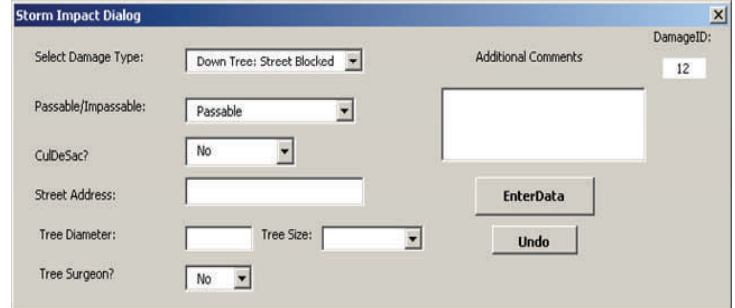 Storm Impact Dialog
DamageID:
12
Select Damage Type: Down Tree: Street Blocked
Additional Comments
Passable/Impassable: Passable
CulDeSac? No
Street Address:
EnterData
Tree Diameter: Tree Size:
Undo
Tree Surgeon? No